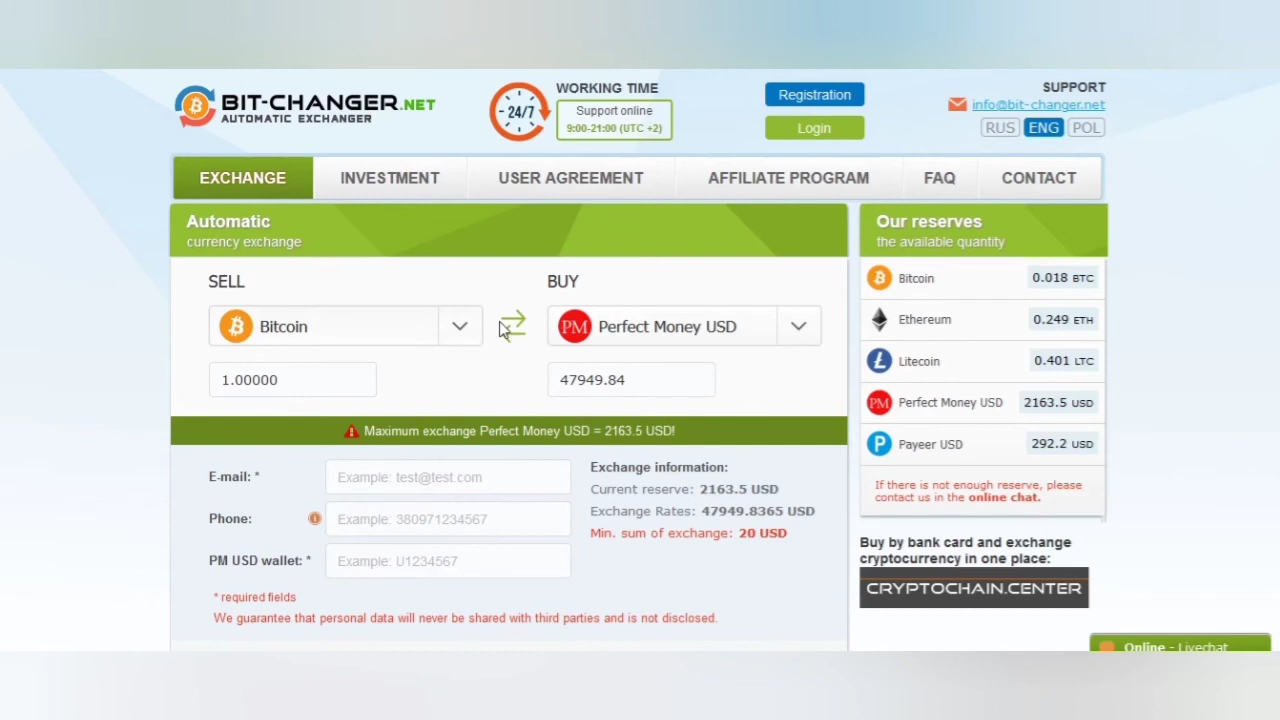 BIT-CHANGER.NET
AUTOMATIC EXCHANGER
24/7
WORKING TIME
Support online
9:00-21:00 (UTC +2)
Registration
Login
SUPPORT
info@bit-changer.net
RUS ENG POL
EXCHANGE INVESTMENT USER AGREEMENT AFFILIATE PROGRAM FAQ CONTACT
Automatic
currency exchange
SELL
BUY
Bitcoin
PM Perfect Money USD
1.00000
47949.84
Maximum exchange Perfect Money USD = 2163.5 USD!
E-mail: * Example: test@test.com
Phone: Example: 380971234567
PM USD wallet: * Example: U1234567
* required fields
We guarantee that personal data will never be shared with third parties and is not disclosed.
Exchange information:
Current reserve: 2163.5 USD
Exchange Rates: 47949.8365 USD
Min. sum of exchange: 20 USD
Our reserves
the available quantity
Bitcoin 0.018 BTC
Ethereum 0.249 ETH
Litecoin 0.401 LTC
PM Perfect Money USD 2163.5 USD
P Payeer USD 292.2 USD
If there is not enough reserve, please
contact us in the online chat.
Buy by bank card and exchange
cryptocurrency in one place:
CRYPTOCHAIN.CENTER
Online - Livechat